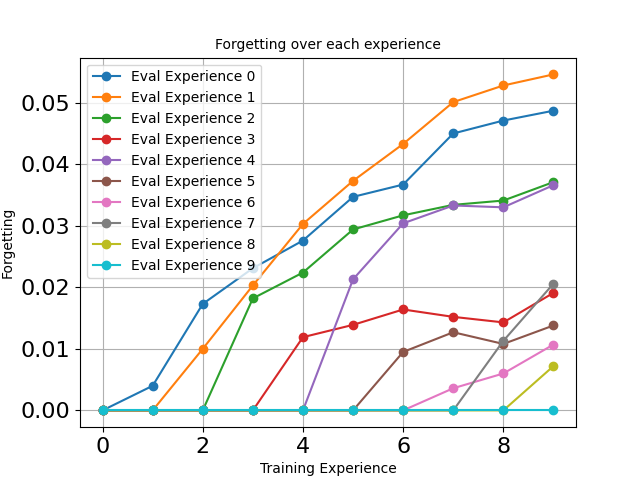 Forgetting over each experience
Eval Experience 0
Eval Experience 1
Eval Experience 2
Eval Experience 3
Eval Experience 4
Eval Experience 5
Eval Experience 6
Eval Experience 7
Eval Experience 8
Eval Experience 9
Forgetting
0.05
0.04
0.03
0.02
0.01
0.00
0 2 4 6 8
Training Experience